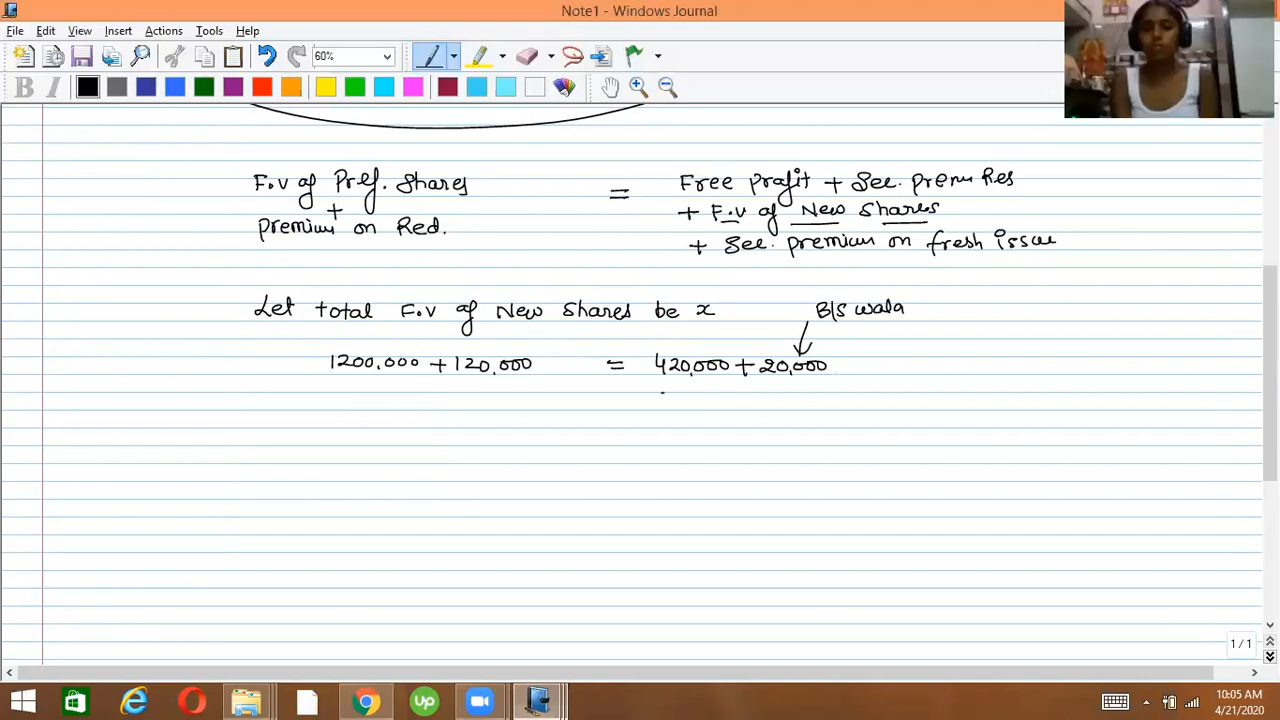 Note1 - Windows Journal
File Edit View Insert Actions Tools Help
60%
F.v of Pref. Shares = Free profit + Sec. premu Res
+ + F.v of New Shares
premium on Red. + Sec. premium on fresh issue
Let total F.v of New Shares be x B/S wala
1200,000 + 120,000 = 420,000 + 20,000
1 / 1
up
10:05 AM
4/21/2020